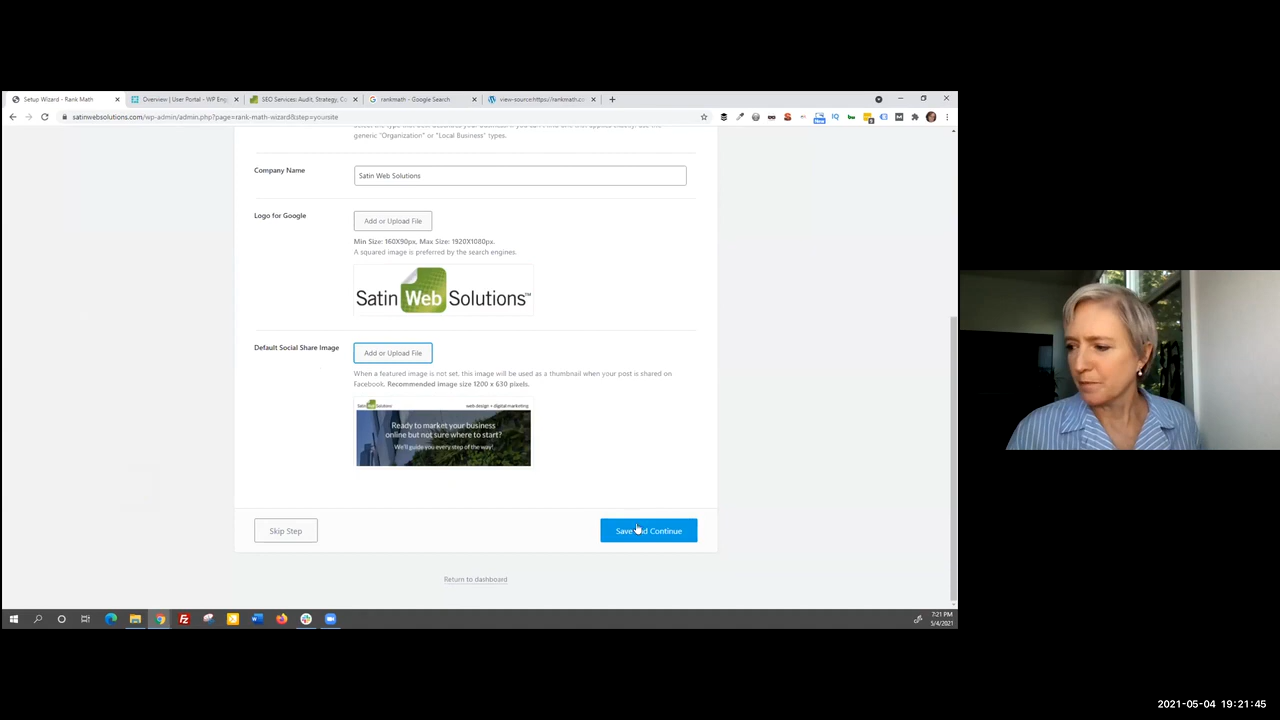 Setup Wizard - Rank Math
Overview | User Portal - WP Eng
SEO Services: Audit, Strategy, Co
rankmath - Google Search
view-source:https://rankmath.co
satinwebsolutions.com/wp-admin/admin.php?page=rank-math-wizard&step=yoursite
generic "Organization" or "Local Business" types.
Company Name
Satin Web Solutions
Logo for Google
Add or Upload File
Min Size: 160X90px, Max Size: 1920X1080px.
A squared image is preferred by the search engines.
Satin Web Solutions™
Default Social Share Image
Add or Upload File
When a featured image is not set, this image will be used as a thumbnail when your post is shared on
Facebook. Recommended image size 1200 x 630 pixels.
web design + digital marketing
Ready to market your business
online but not sure where to start?
We'll guide you every step of the way!
Skip Step
Save and Continue
Return to dashboard
7:21 PM
5/4/2021
2021-05-04 19:21:45